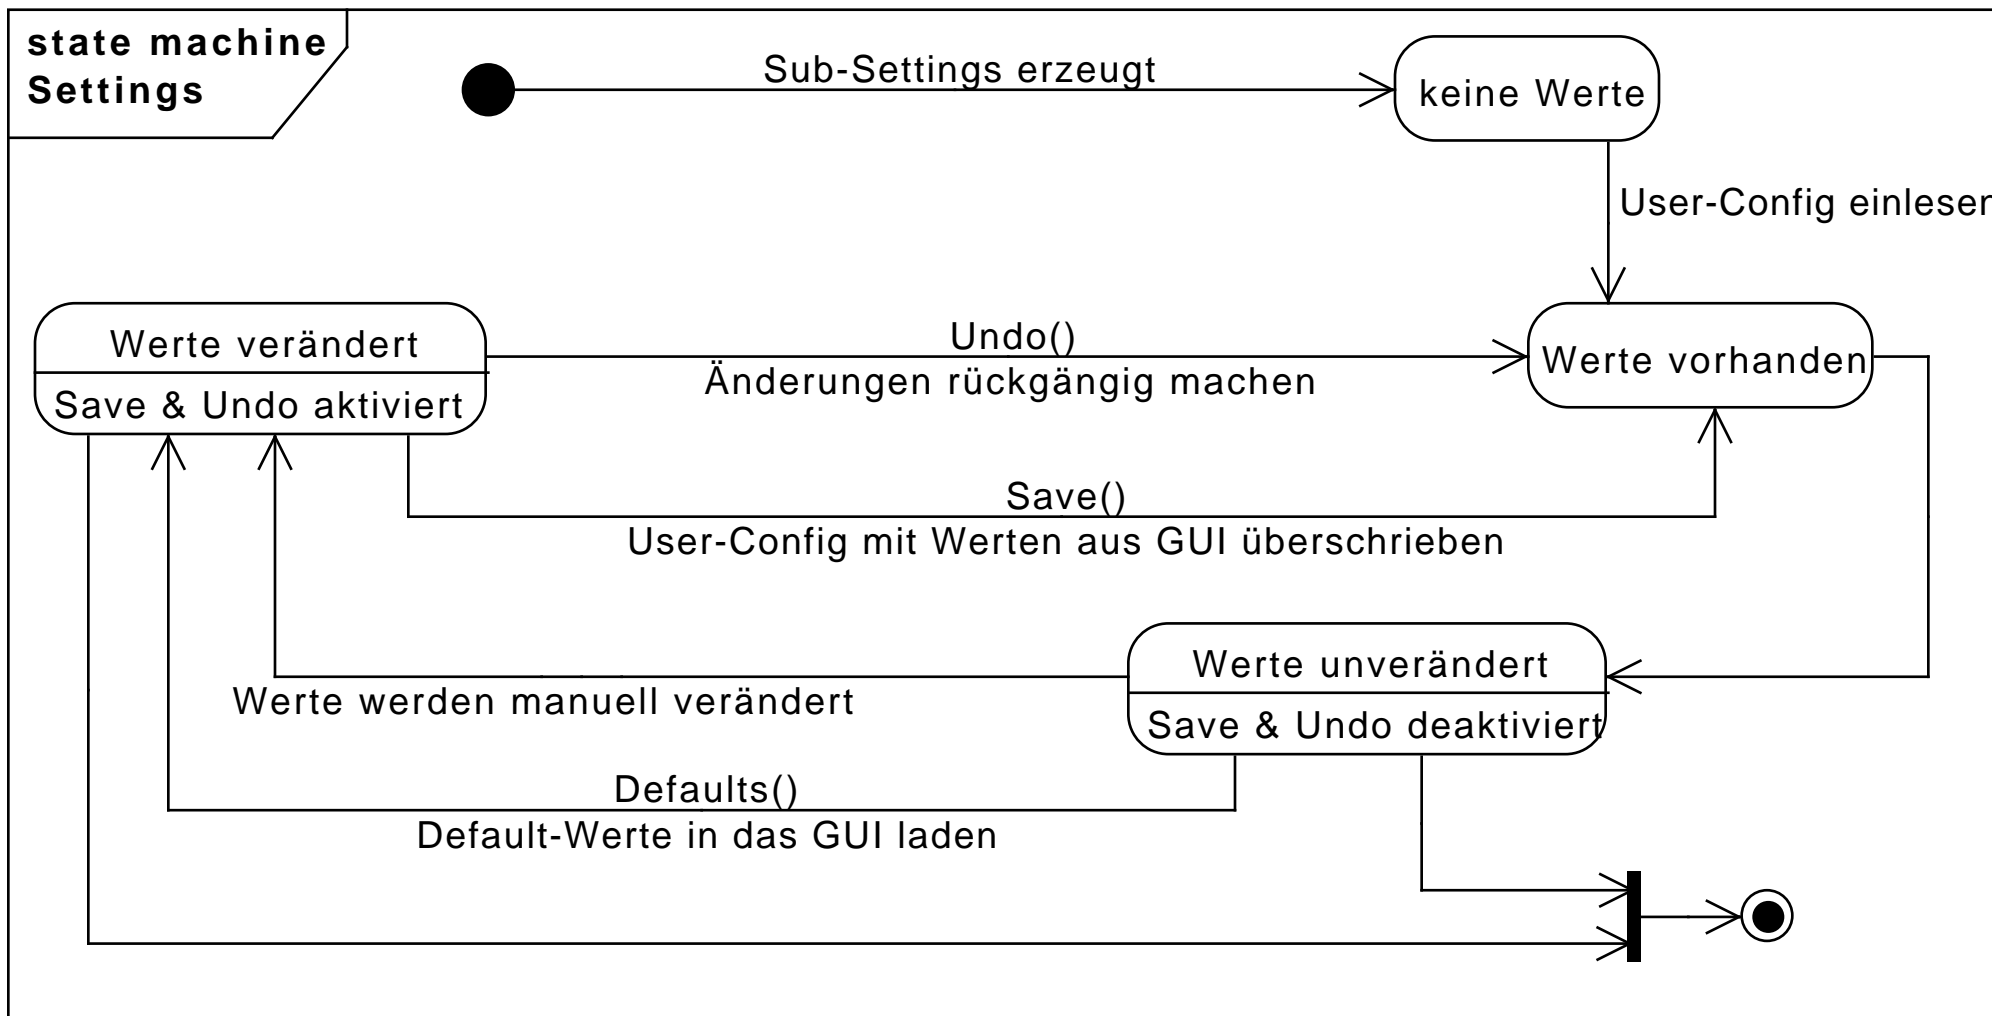 state machine
Settings
Sub-Settings erzeugt
keine Werte
User-Config einlesen
Werte verändert
Save & Undo aktiviert
Undo()
Änderungen rückgängig machen
Werte vorhanden
Save()
User-Config mit Werten aus GUI überschrieben
Werte unverändert
Save & Undo deaktiviert
Werte werden manuell verändert
Defaults()
Default-Werte in das GUI laden